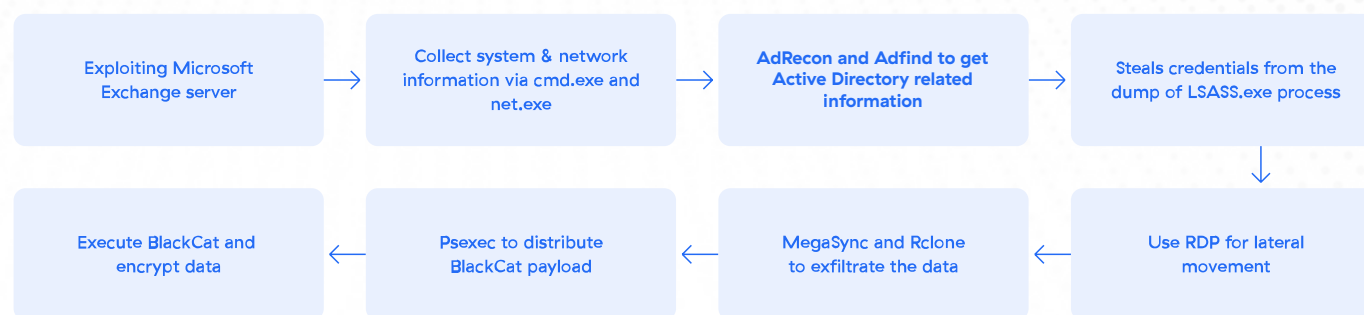 Exploiting Microsoft
Exchange server
Collect system & network
information via cmd.exe and
net.exe
AdRecon and Adfind to get
Active Directory related
information
Steals credentials from the
dump of LSASS.exe process
Use RDP for lateral
movement
MegaSync and Rclone
to exfiltrate the data
Psexec to distribute
BlackCat payload
Execute BlackCat and
encrypt data